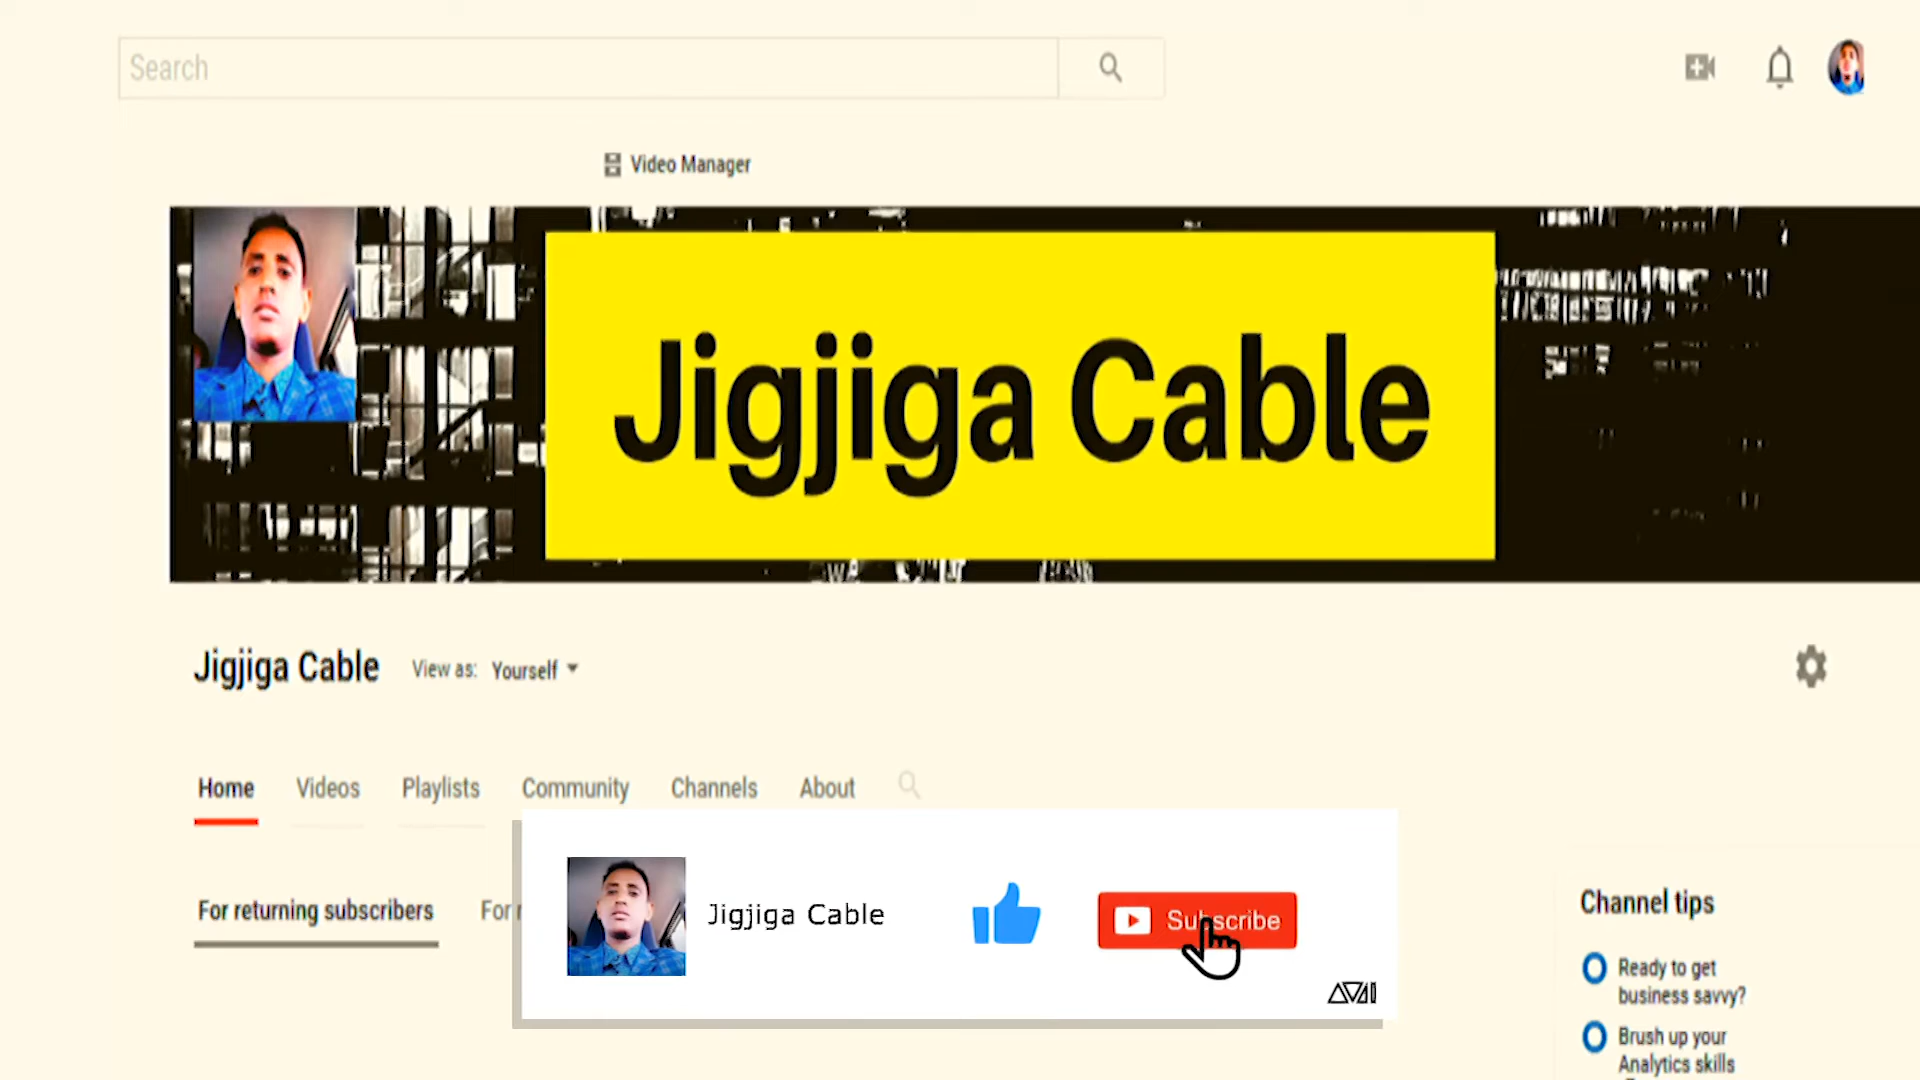 Search
Video Manager
Jigjiga Cable
Jigjiga Cable View as: Yourself
Home Videos Playlists Community Channels About
For returning subscribers For
Jigjiga Cable
Subscribe
Channel tips
Ready to get
business savvy?
Brush up your
Analytics skills